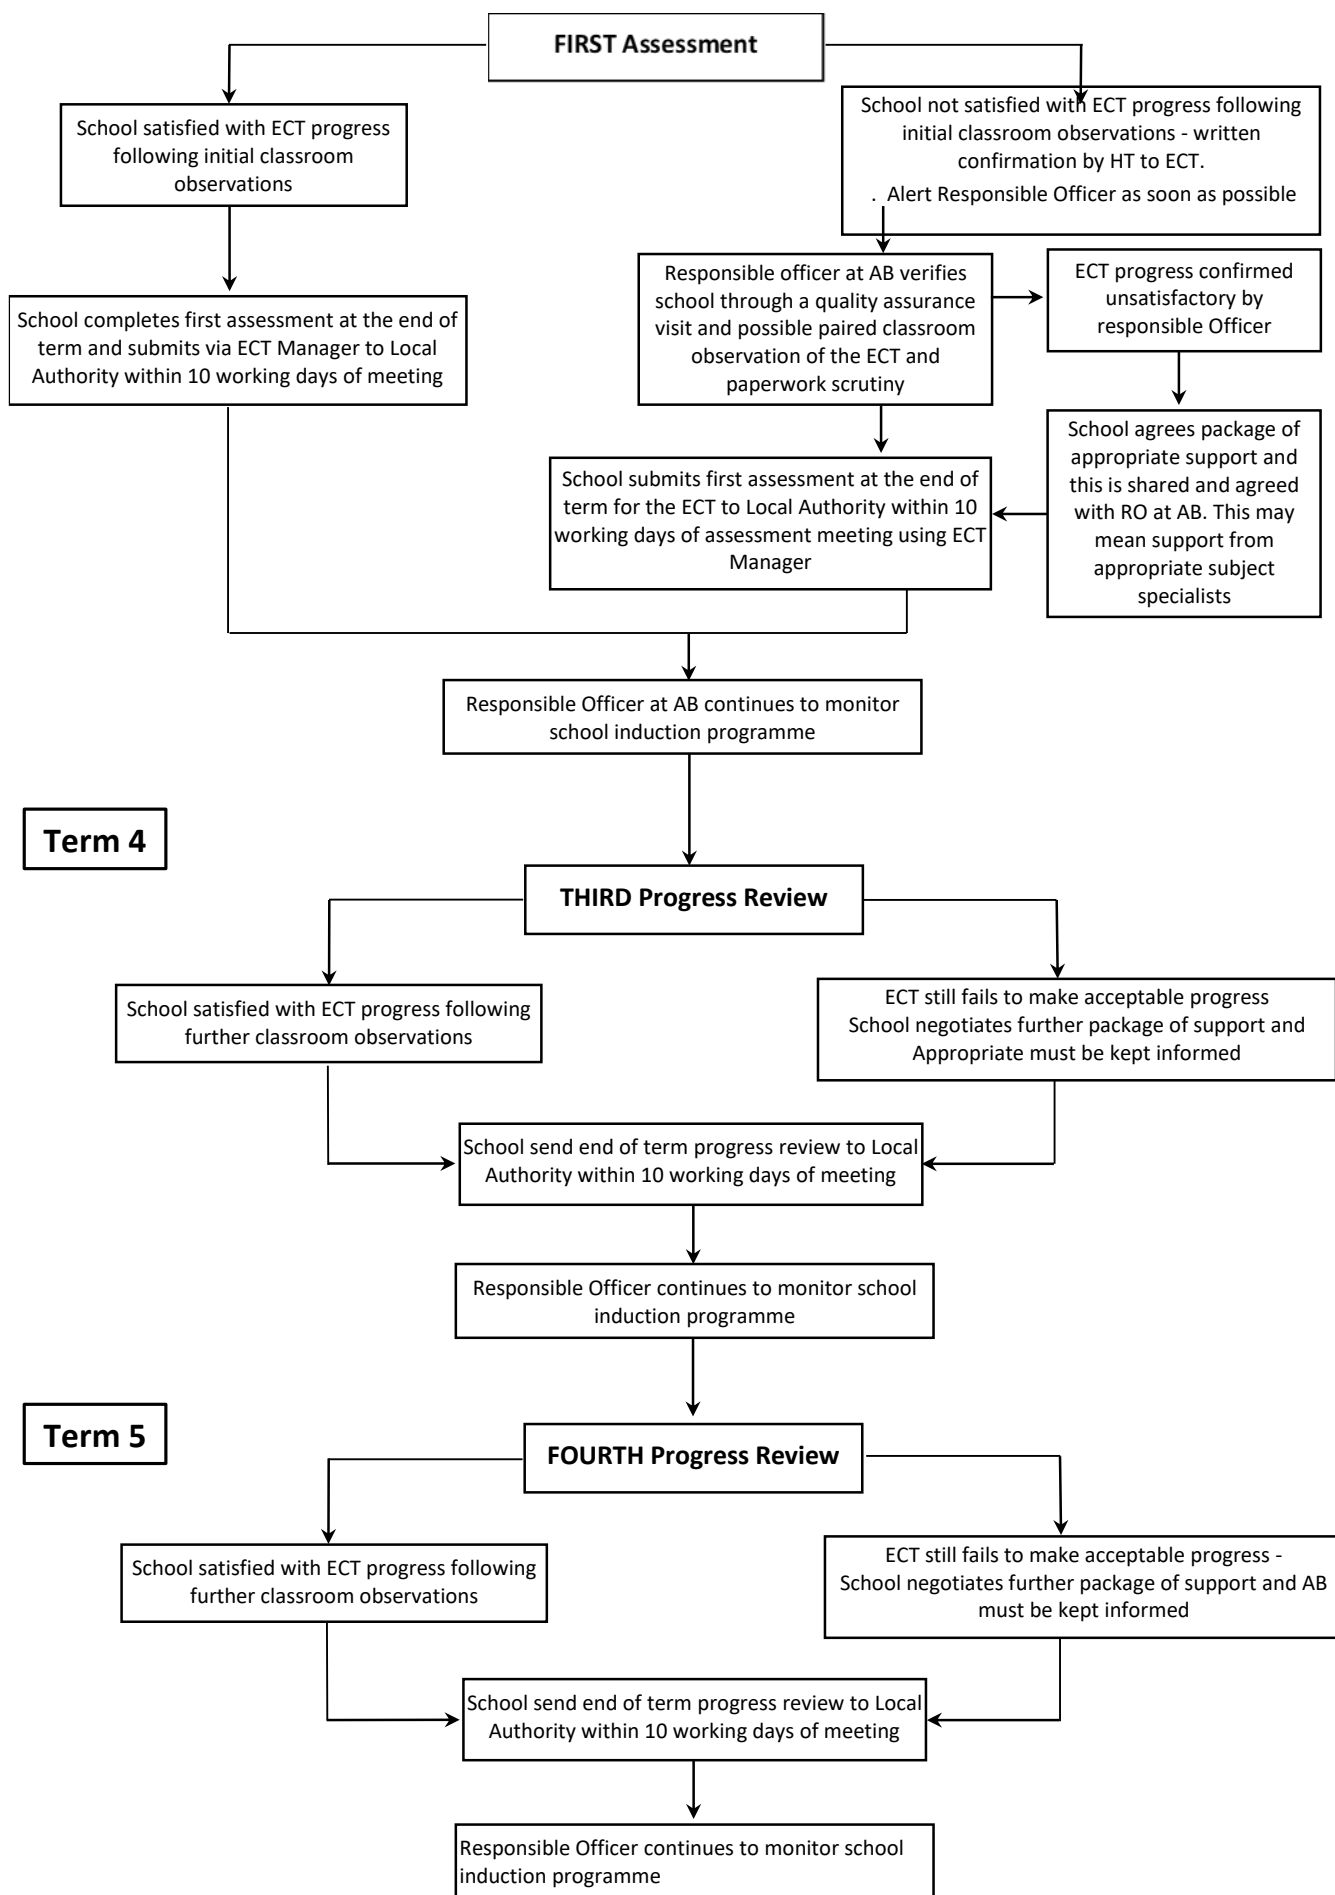 FIRST Assessment
School satisfied with ECT progress
following initial classroom
observations
School not satisfied with ECT progress following
initial classroom observations - written
confirmation by HT to ECT.
. Alert Responsible Officer as soon as possible
School completes first assessment at the end of
term and submits via ECT Manager to Local
Authority within 10 working days of meeting
Responsible officer at AB verifies
school through a quality assurance
visit and possible paired classroom
observation of the ECT and
paperwork scrutiny
ECT progress confirmed
unsatisfactory by
responsible Officer
School agrees package of
appropriate support and
this is shared and agreed
with RO at AB. This may
mean support from
appropriate subject
specialists
School submits first assessment at the end of
term for the ECT to Local Authority within 10
working days of assessment meeting using ECT
Manager
Responsible Officer at AB continues to monitor
school induction programme
Term 4
THIRD Progress Review
School satisfied with ECT progress following
further classroom observations
ECT still fails to make acceptable progress
School negotiates further package of support and
Appropriate must be kept informed
School send end of term progress review to Local
Authority within 10 working days of meeting
Responsible Officer continues to monitor school
induction programme
Term 5
FOURTH Progress Review
School satisfied with ECT progress following
further classroom observations
ECT still fails to make acceptable progress -
School negotiates further package of support and AB
must be kept informed
School send end of term progress review to Local
Authority within 10 working days of meeting
Responsible Officer continues to monitor school
induction programme